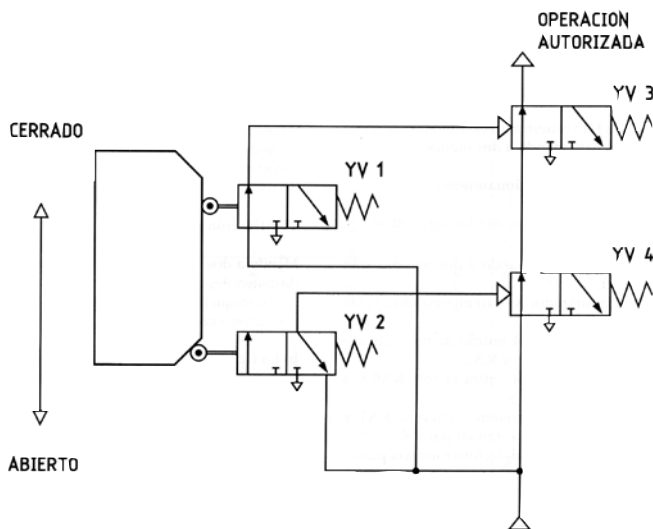 OPERACION
AUTORIZADA
YV 3
CERRADO
YV 1
YV 4
YV 2
ABIERTO